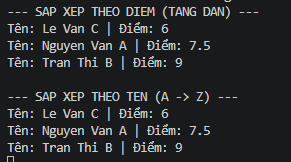 --- SAP XEP THEO DIEM (TANG DAN) ---
Tên: Le Van C | Điểm: 6
Tên: Nguyen Van A | Điểm: 7.5
Tên: Tran Thi B | Điểm: 9

--- SAP XEP THEO TEN (A -> Z) ---
Tên: Le Van C | Điểm: 6
Tên: Nguyen Van A | Điểm: 7.5
Tên: Tran Thi B | Điểm: 9